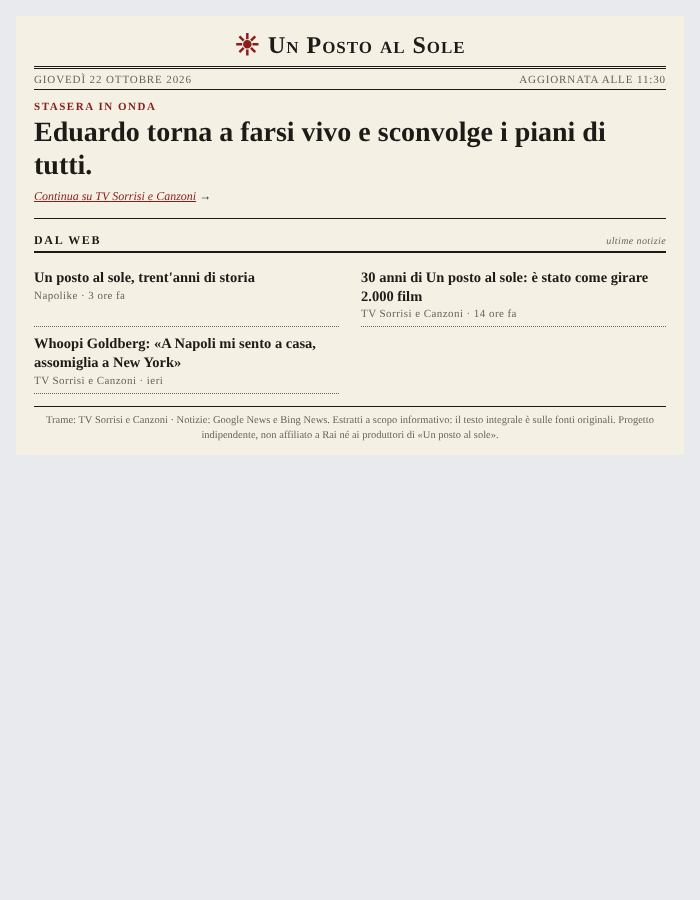 Un Posto al Sole
GIOVEDÌ 22 OTTOBRE 2026
AGGIORNATA ALLE 11:30
STASERA IN ONDA
Eduardo torna a farsi vivo e sconvolge i piani di
tutti.
Continua su TV Sorrisi e Canzoni →
DAL WEB
ultime notizie
Un posto al sole, trent'anni di storia
Napolike · 3 ore fa
30 anni di Un posto al sole: è stato come girare
2.000 film
TV Sorrisi e Canzoni · 14 ore fa
Whoopi Goldberg: «A Napoli mi sento a casa,
assomiglia a New York»
TV Sorrisi e Canzoni · ieri
Trame: TV Sorrisi e Canzoni · Notizie: Google News e Bing News. Estratti a scopo informativo: il testo integrale è sulle fonti originali. Progetto
indipendente, non affiliato a Rai né ai produttori di «Un posto al sole».